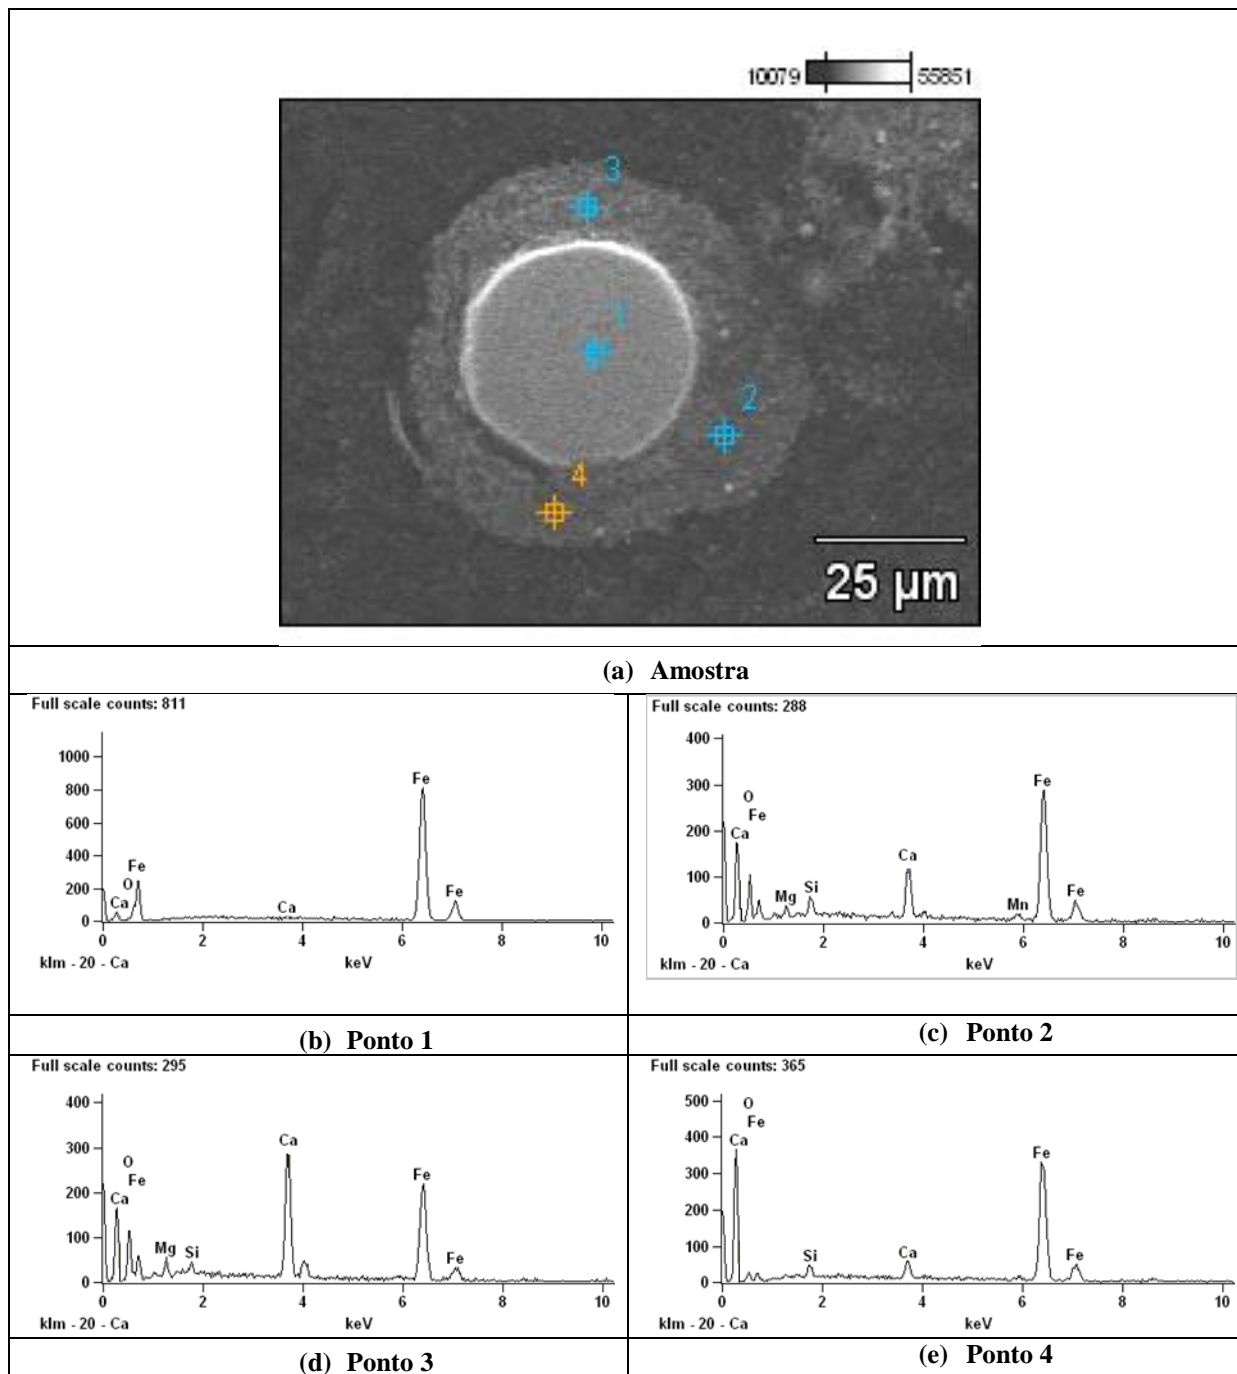 10079 55851
3
1
2
4
25 µm
(a) Amostra
Full scale counts: 811
1000
800
600
400
200
0
Fe
Fe
O
Ca
Ca
Fe
0 2 4 6 8 10
klm - 20 - Ca keV
(b) Ponto 1
Full scale counts: 288
400
300
200
100
0
O
Fe
Ca
Mg
Si
Ca
Mn
Fe
Fe
0 2 4 6 8 10
klm - 20 - Ca keV
(c) Ponto 2
Full scale counts: 295
400
300
200
100
0
O
Fe
Ca
Mg
Si
Ca
Fe
Fe
0 2 4 6 8 10
klm - 20 - Ca keV
(d) Ponto 3
Full scale counts: 365
500
400
300
200
100
0
O
Fe
Ca
Si
Ca
Fe
Fe
0 2 4 6 8 10
klm - 20 - Ca keV
(e) Ponto 4